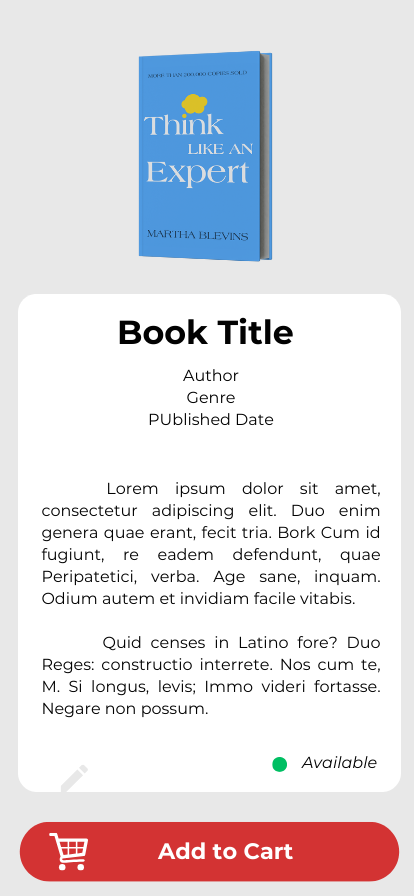 MORE THAN 200,000 COPIES SOLD
Think
LIKE AN
Expert
MARTHA BLEVINS
Book Title
Author
Genre
PUblished Date
Lorem ipsum dolor sit amet,
consectetur adipiscing elit. Duo enim
genera quae erant, fecit tria. Bork Cum id
fugiunt, re eadem defendunt, quae
Peripatetici, verba. Age sane, inquam.
Odium autem et invidiam facile vitabis.
Quid censes in Latino fore? Duo
Reges: constructio interrete. Nos cum te,
M. Si longus, levis; Immo videri fortasse.
Negare non possum.
Available
Add to Cart